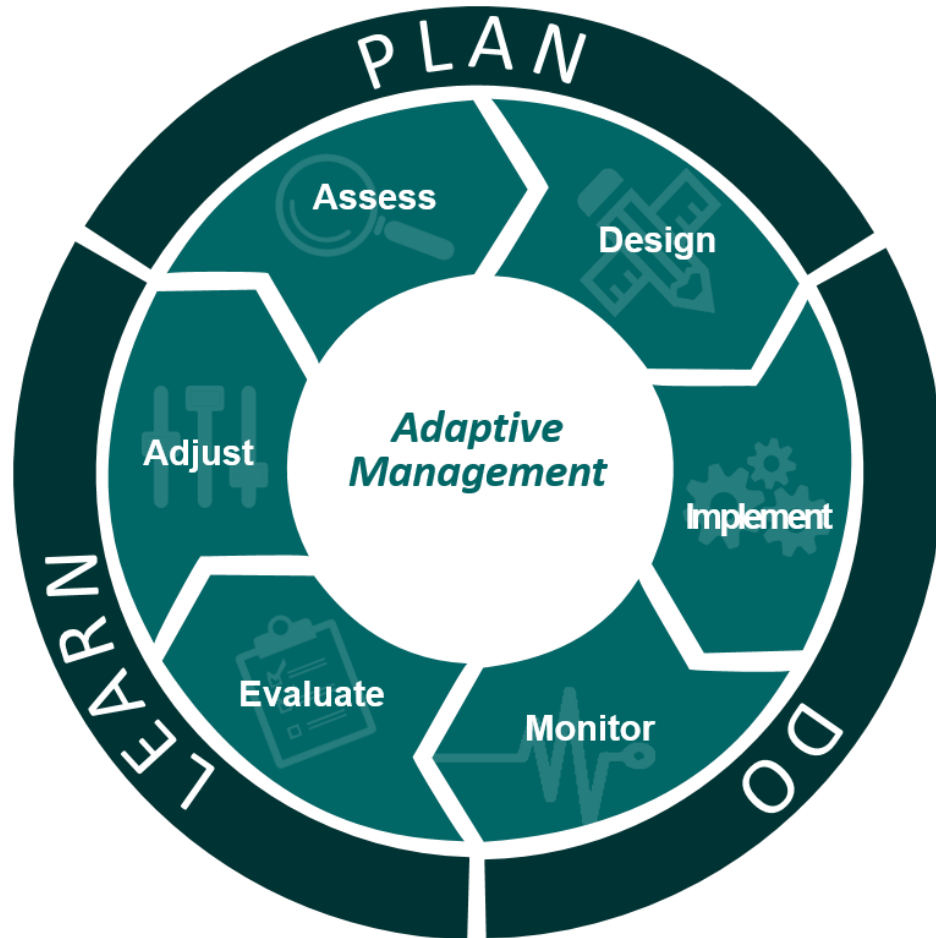 PLAN
Assess
Design
Adjust
Adaptive
Management
Implement
Evaluate
Monitor
LEARN
DO